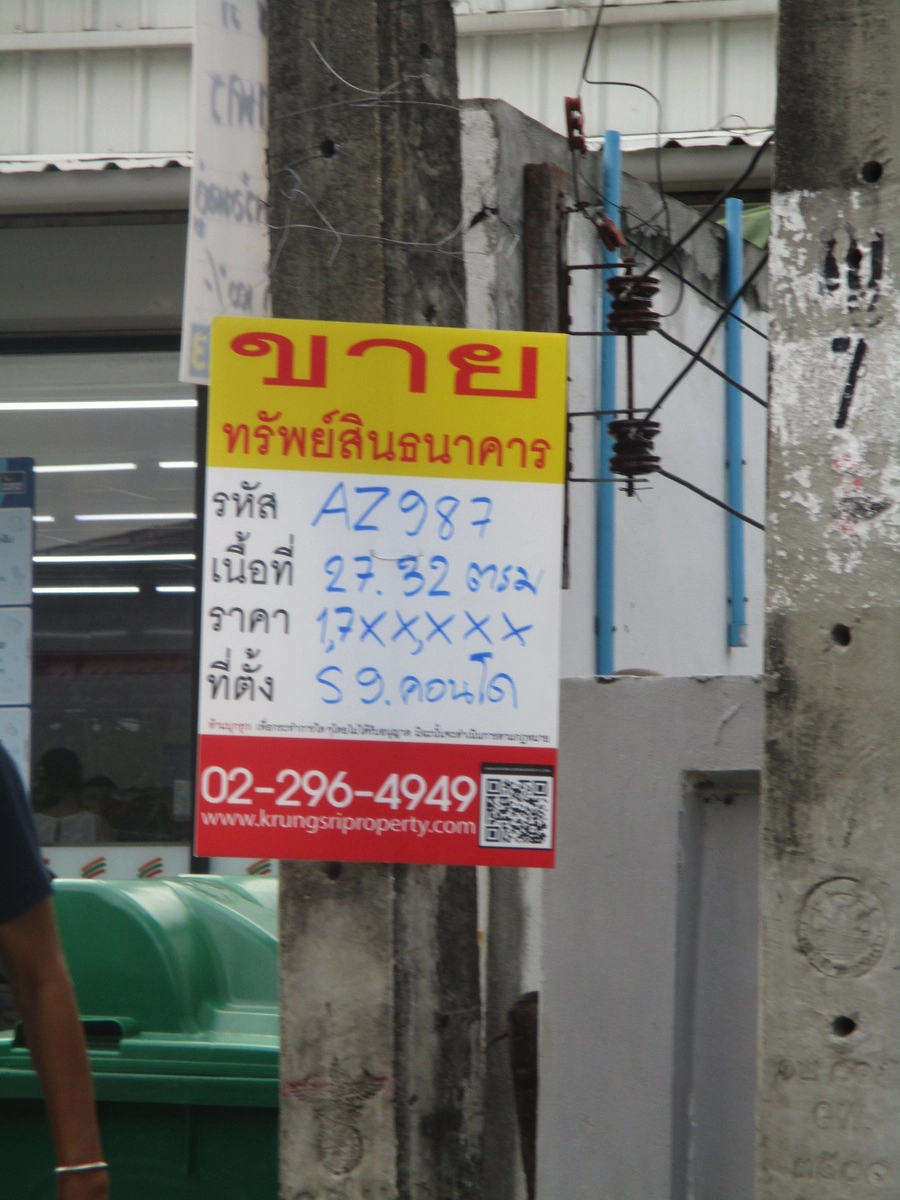 ขาย
ทรัพย์สินธนาคาร
รหัส AZ987
เนื้อที่ 27.32 ตรม
ราคา 1,7XX,XXX
ที่ตั้ง S9.คอนโด
02-296-4949
www.krungsriproperty.com